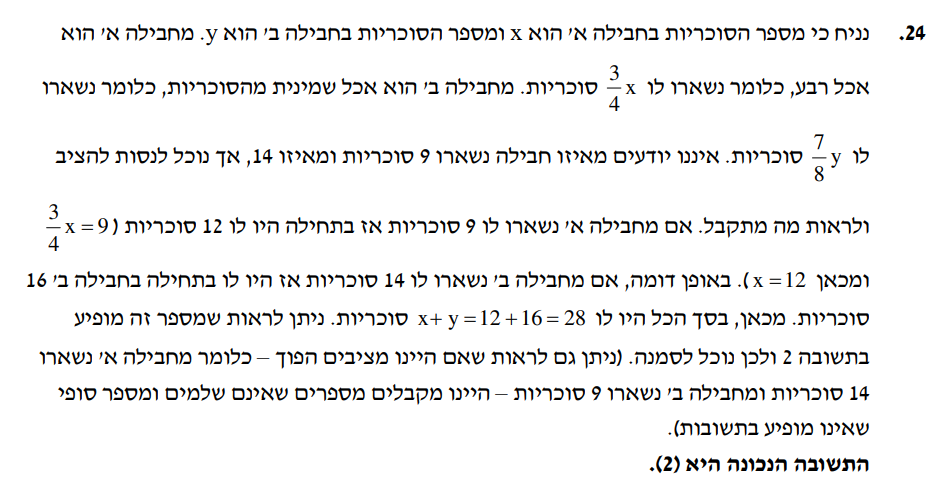 24. נניח כי מספר הסוכריות בחבילה א׳ הוא x ומספר הסוכריות בחבילה ב׳ הוא y. מחבילה א׳ הוא
אכל רבע, כלומר נשארו לו 3/4 x סוכריות. מחבילה ב׳ הוא אכל שמינית מהסוכריות, כלומר נשארו
לו 7/8 y סוכריות. איננו יודעים מאיזו חבילה נשארו 9 סוכריות ומאיזו 14, אך נוכל לנסות להציב
ולראות מה מתקבל. אם מחבילה א׳ נשארו לו 9 סוכריות אז בתחילה היו לו 12 סוכריות (3/4 x = 9
ומכאן x = 12). באופן דומה, אם מחבילה ב׳ נשארו לו 14 סוכריות אז היו לו בתחילה בחבילה ב׳ 16
סוכריות. מכאן, בסך הכל היו לו x + y = 12 + 16 = 28 סוכריות. ניתן לראות שמספר זה מופיע
בתשובה 2 ולכן נוכל לסמנה. (ניתן גם לראות שאם היינו מציבים הפוך – כלומר מחבילה א׳ נשארו
14 סוכריות ומחבילה ב׳ נשארו 9 סוכריות – היינו מקבלים מספרים שאינם שלמים ומספר סופי
שאינו מופיע בתשובות).
התשובה הנכונה היא (2).